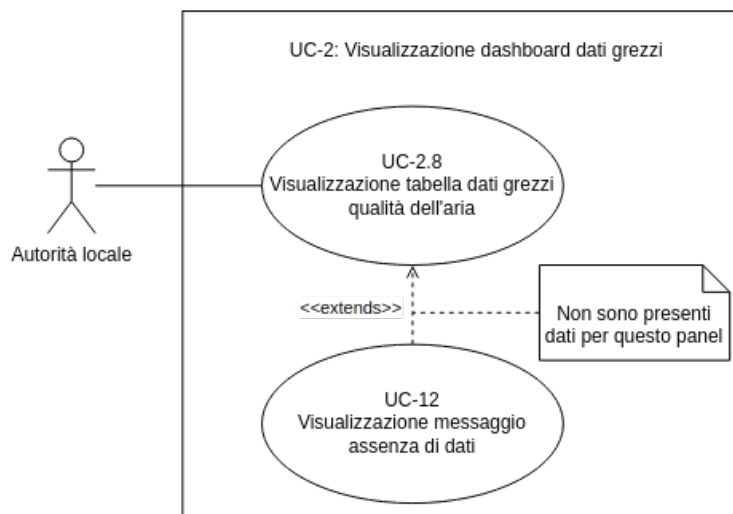 UC-2: Visualizzazione dashboard dati grezzi
UC-2.8
Visualizzazione tabella dati grezzi
qualità dell'aria
Autorità locale
<<extends>>
Non sono presenti
dati per questo panel
UC-12
Visualizzazione messaggio
assenza di dati